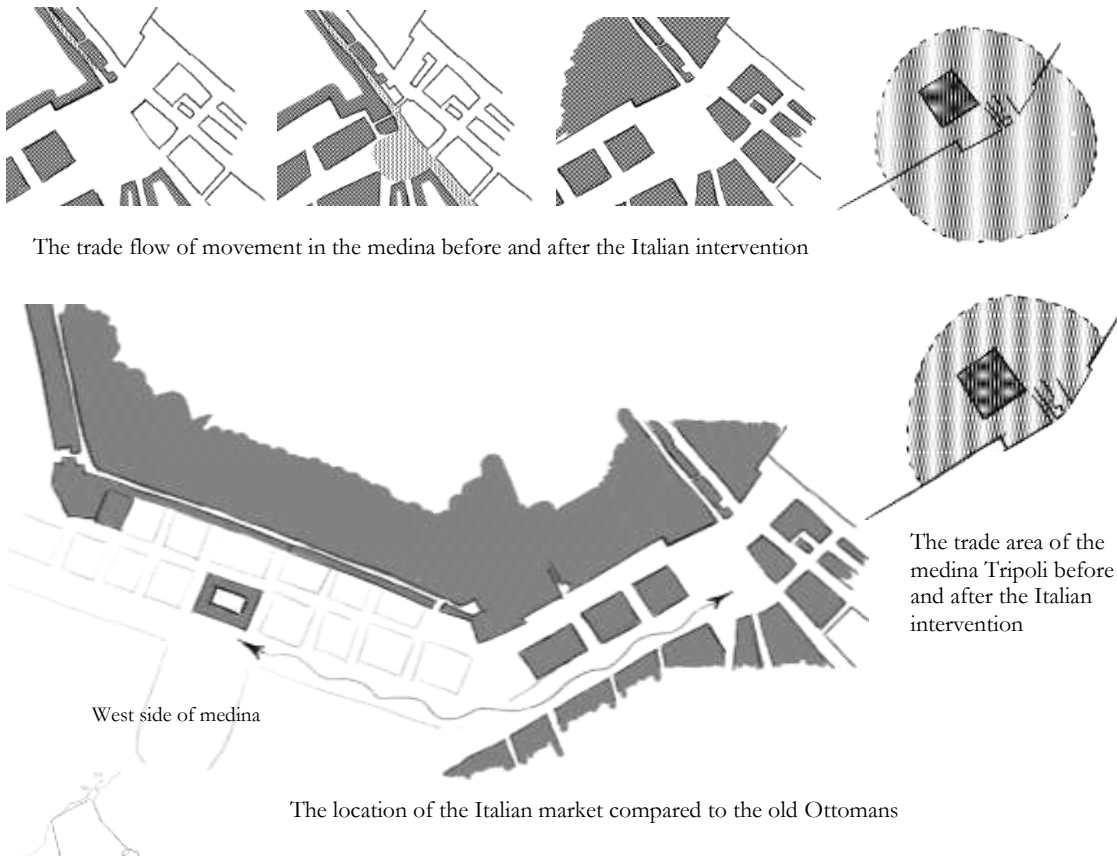 The trade flow of movement in the medina before and after the Italian intervention
The trade area of the
medina Tripoli before
and after the Italian
intervention
West side of medina
The location of the Italian market compared to the old Ottomans